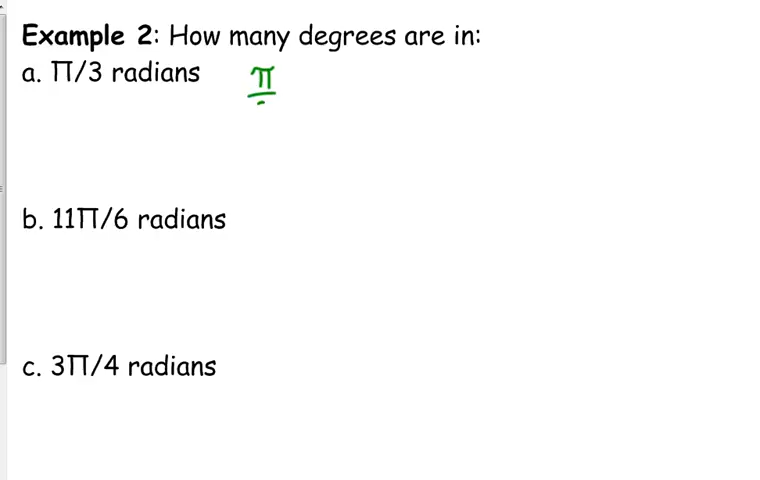 Example 2: How many degrees are in:
a. Π/3 radians π
b. 11Π/6 radians
c. 3Π/4 radians